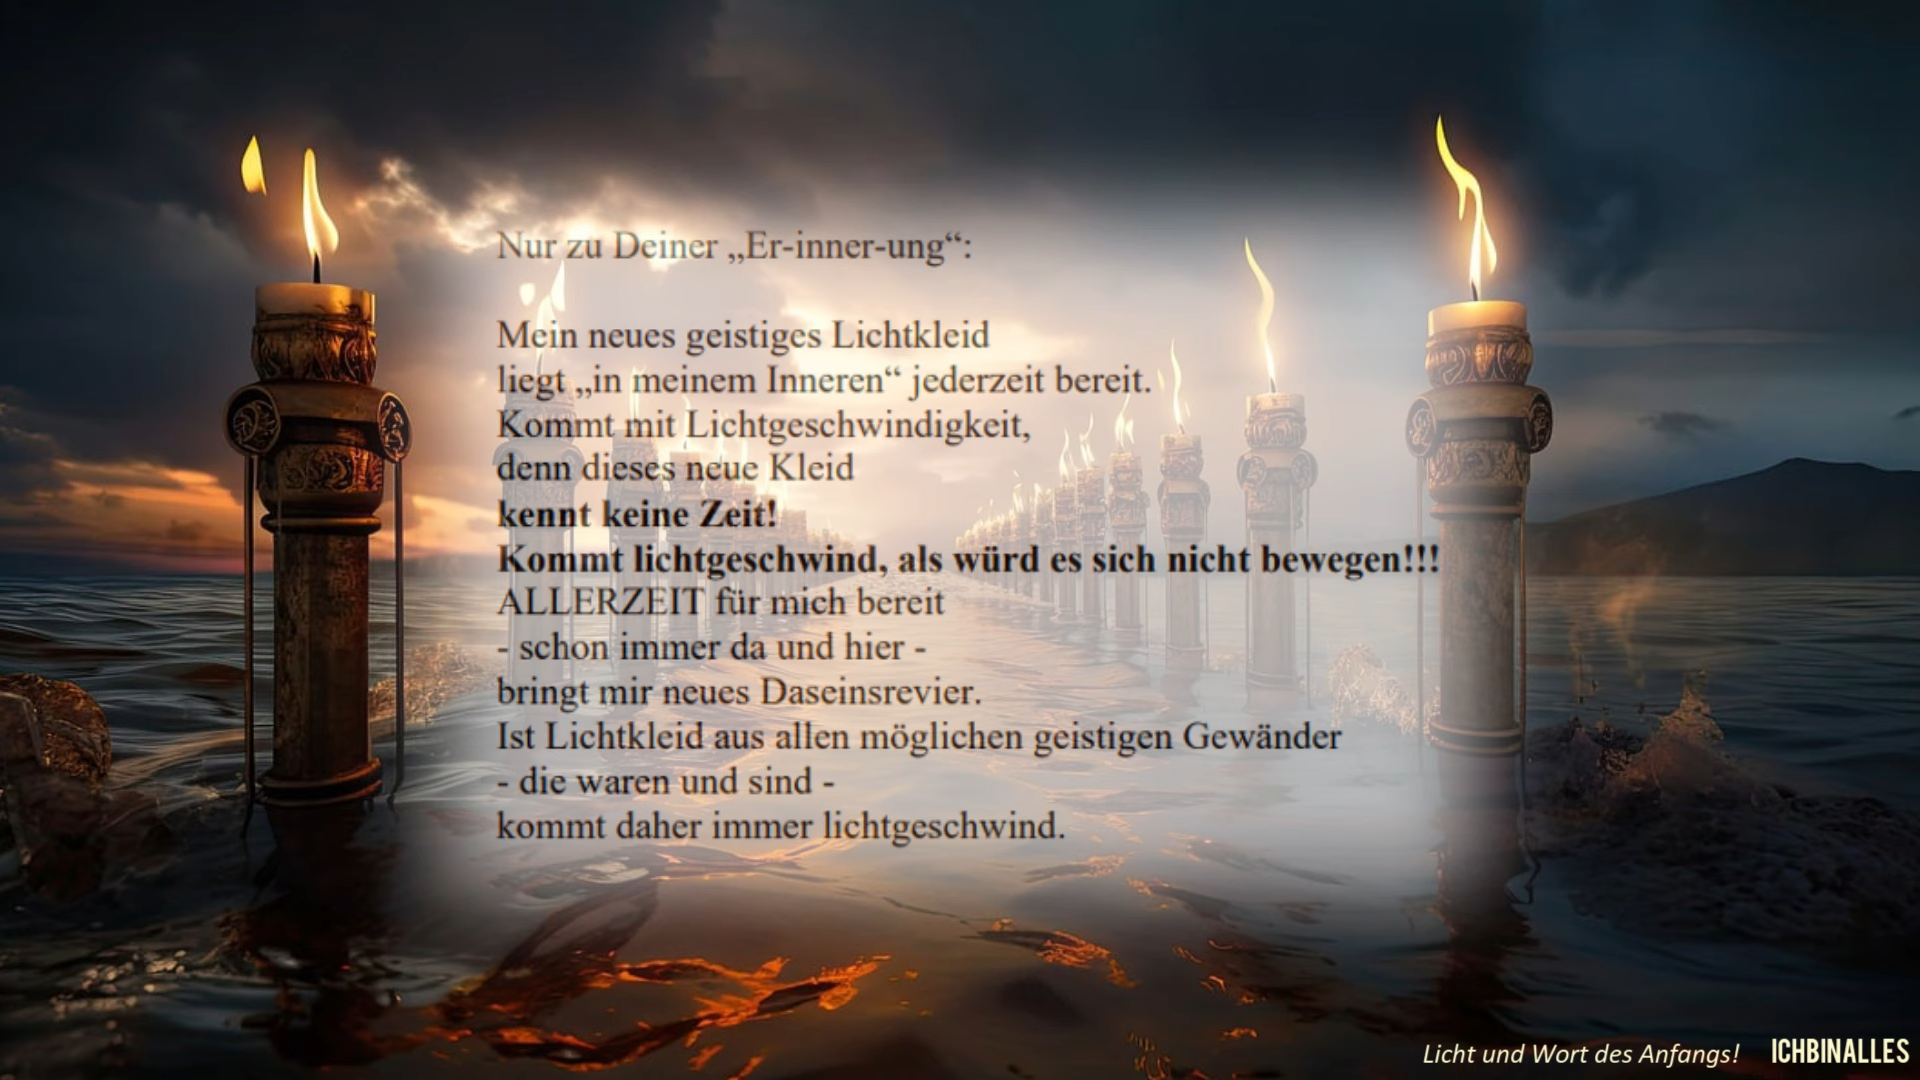 Nur zu Deiner „Er-inner-ung“:
Mein neues geistiges Lichtkleid
liegt „in meinem Inneren“ jederzeit bereit.
Kommt mit Lichtgeschwindigkeit,
denn dieses neue Kleid
kennt keine Zeit!
Kommt lichtgeschwind, als würd es sich nicht bewegen!!!
ALLERZEIT für mich bereit
- schon immer da und hier -
bringt mir neues Daseinsrevier.
Ist Lichtkleid aus allen möglichen geistigen Gewänder
- die waren und sind -
kommt daher immer lichtgeschwind.
Licht und Wort des Anfangs! ICHBINALLES